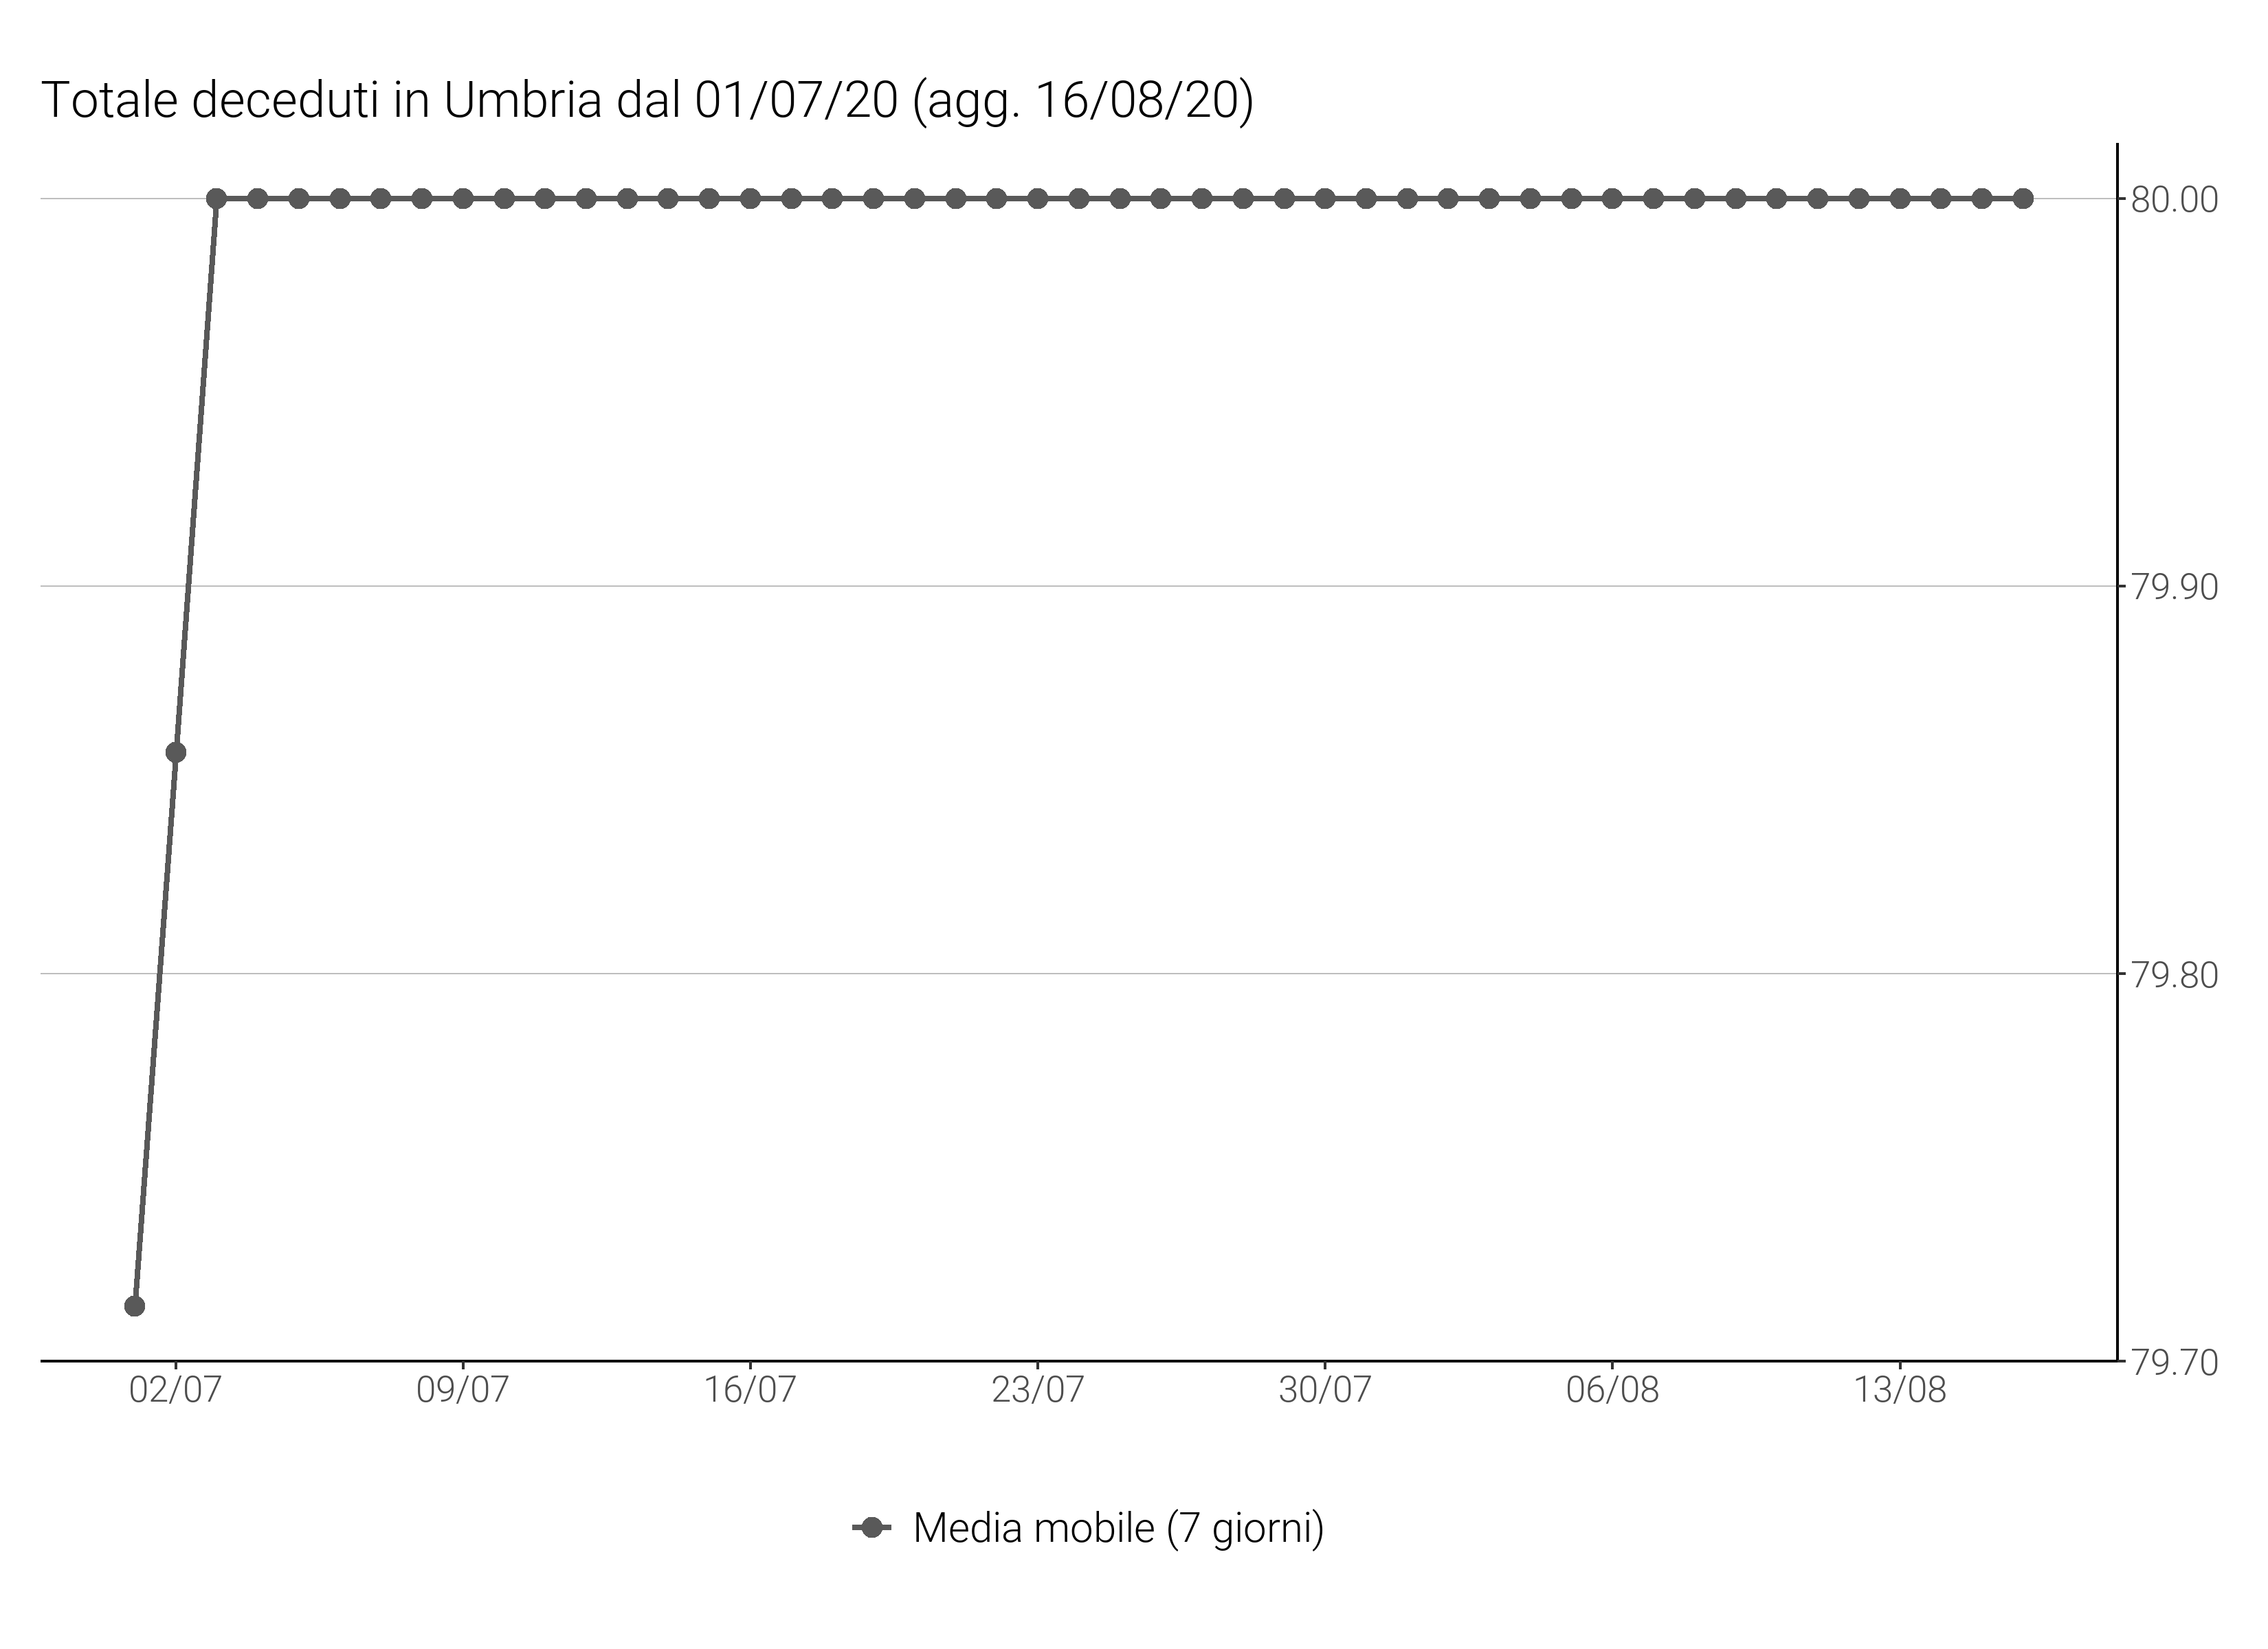 Totale deceduti in Umbria dal 01/07/20 (agg. 16/08/20)
80.00
79.90
79.80
79.70
02/07 09/07 16/07 23/07 30/07 06/08 13/08
Media mobile (7 giorni)